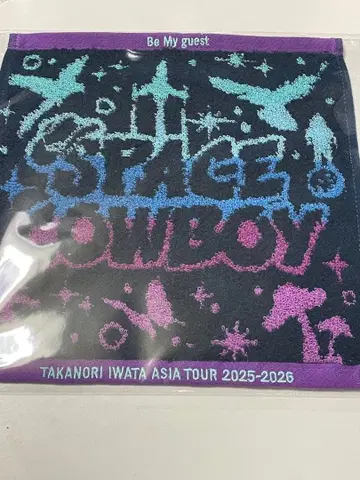 Be My guest
SPACE
COWBOY
TAKANORI IWATA ASIA TOUR 2025-2026